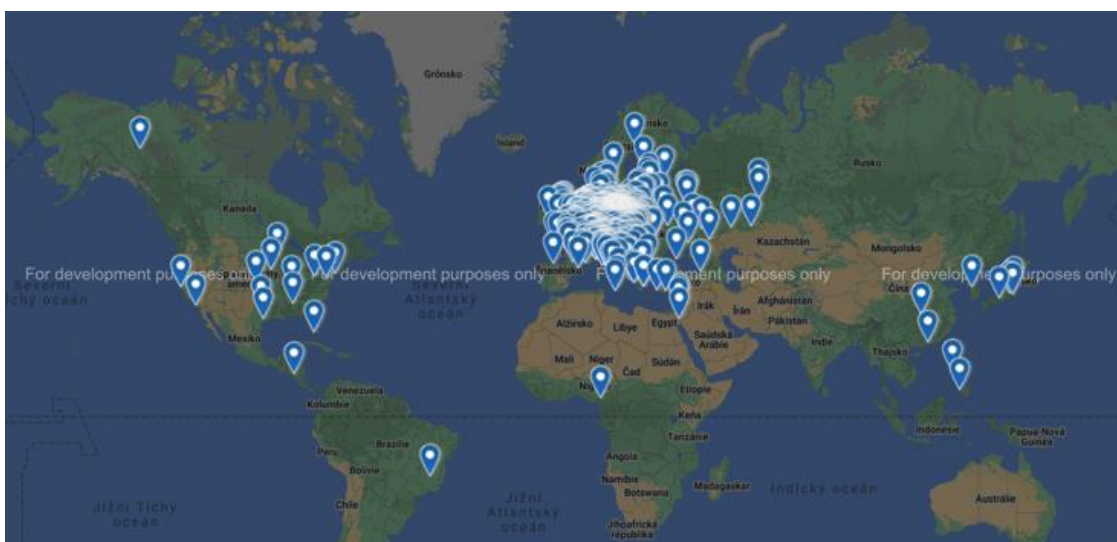 Grónsko
Island
Rusko
Kanada
Kazachstán
Mongolsko
For development purposes only
For development purposes only
For development purposes only
For development purposes only
Severní
Atlantský
oceán
Čína
Irák
Írán
Afghánistán
Pákistán
Mexiko
Alžírsko
Libye
Egypt
Saúdská
Arábie
Indie
Thajsko
Mali
Niger
Čad
Súdán
Etiopie
Venezuela
Kolumbie
Keňa
Indonésie
Papua-Nová
Guinea
Tanzanie
Brazílie
Peru
Bolívie
Angola
Namibie
Botswana
Madagaskar
Indický oceán
Austrálie
Chile
Jižní Tichý
oceán
Jižní
Atlantský
oceán
Jihoafrická
republika